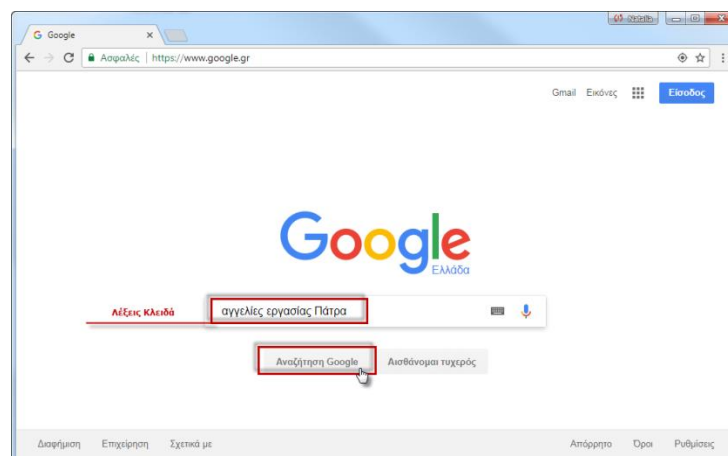 Natalia
Google
Ασφαλές | https://www.google.gr
Gmail Εικόνες Είσοδος
Google
Ελλάδα
Λέξεις Κλειδά αγγελίες εργασίας Πάτρα
Αναζήτηση Google Αισθάνομαι τυχερός
Διαφήμιση Επιχείρηση Σχετικά με Απόρρητο Όροι Ρυθμίσεις